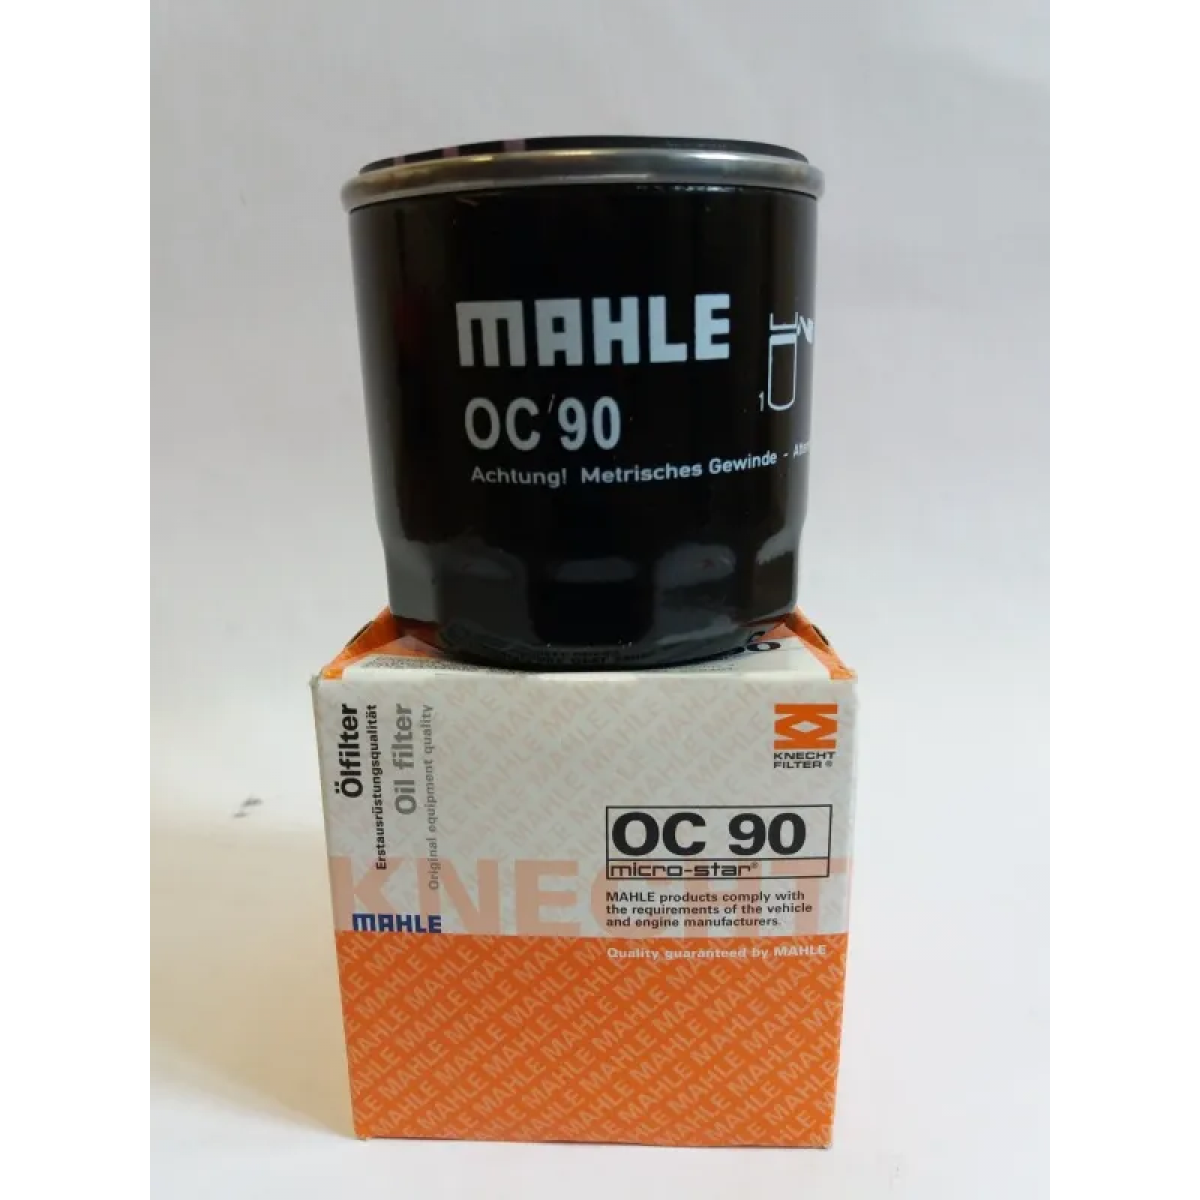 MAHLE
OC 90
1
Achtung! Metrisches Gewinde -
Ölfilter
Erstausrüstungsqualität
Oil filter
Original equipment quality
KNECHT
FILTER®
OC 90
micro-star®
MAHLE products comply with
the requirements of the vehicle
and engine manufacturers.
KNECHT
MAHLE
Quality guaranteed by MAHLE